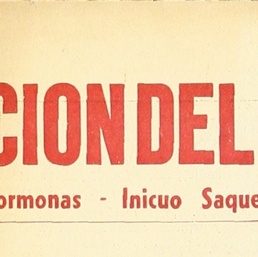 CION DEL
ormonas - Inicuo Saque